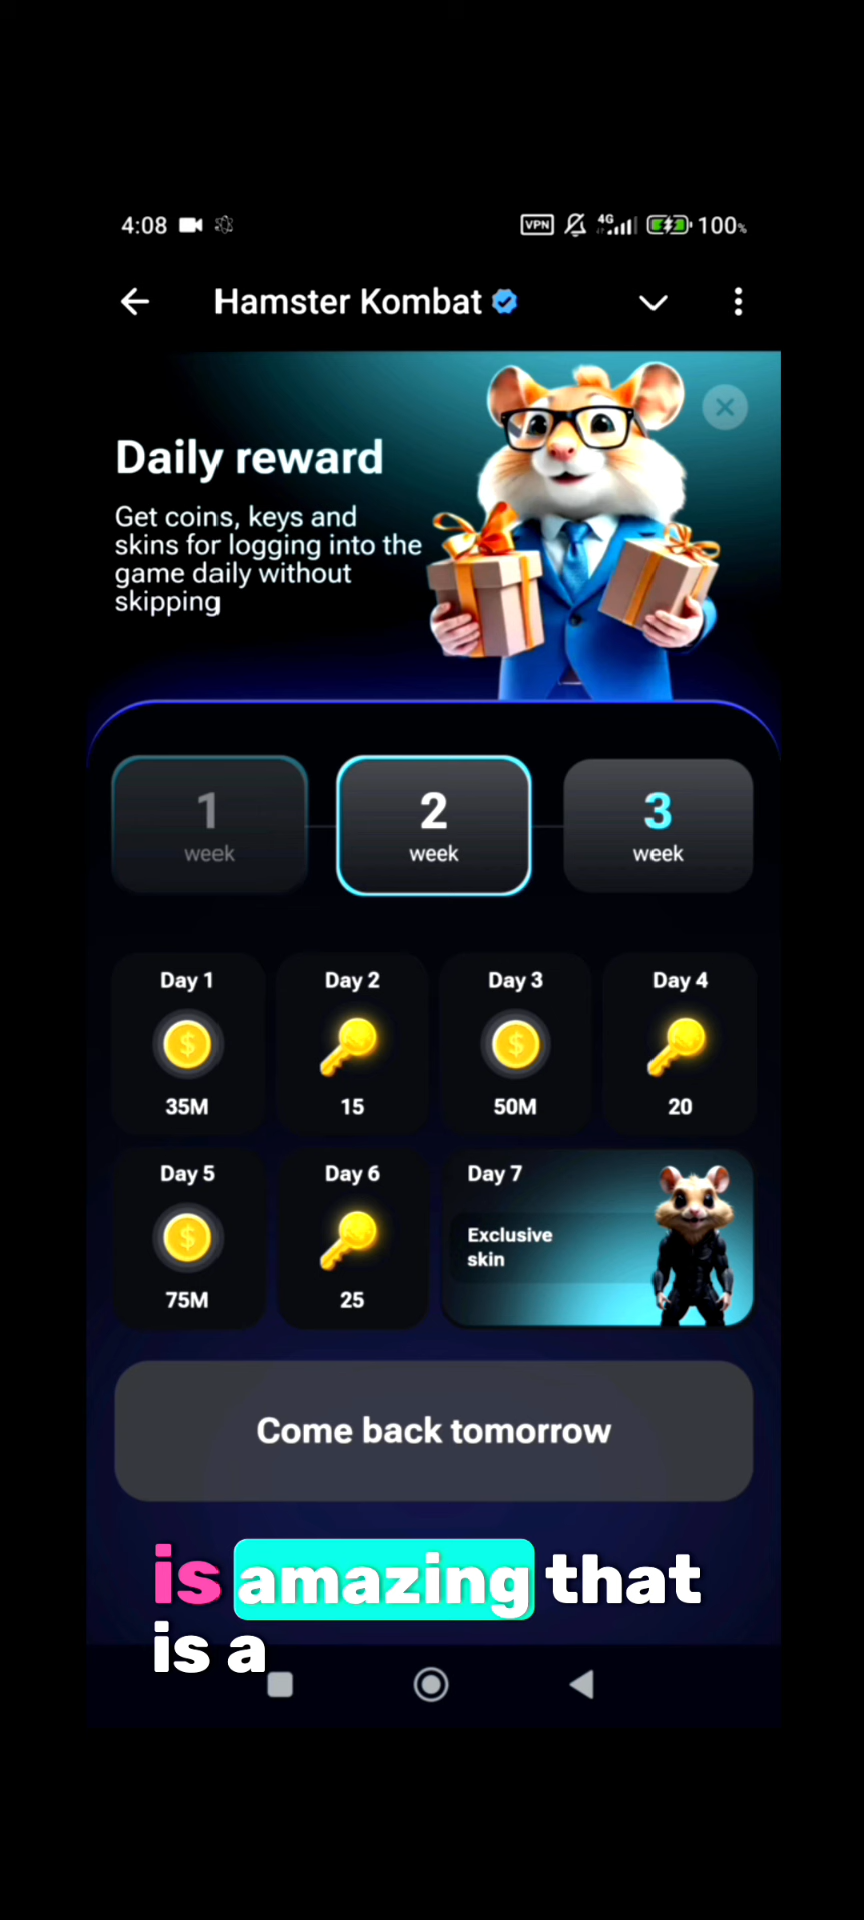 4:08 VPN 4G 100%
Hamster Kombat
Daily reward
Get coins, keys and
skins for logging into the
game daily without
skipping
1 2 3
week week week
Day 1 Day 2 Day 3 Day 4
35M 15 50M 20
Day 5 Day 6 Day 7
Exclusive
skin
75M 25
Come back tomorrow
is amazing that
is a